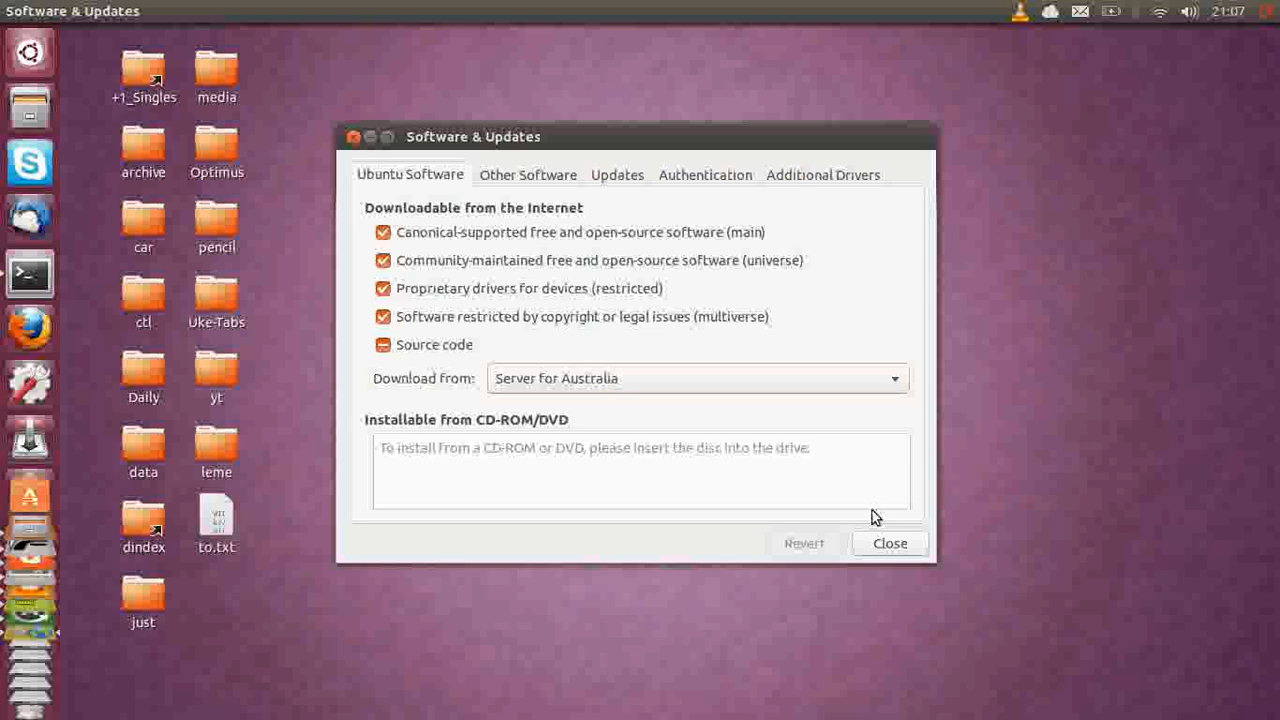 Software & Updates
21:07
+1_Singles
media
archive
Optimus
car
pencil
ctl
Uke-Tabs
Daily
yt
data
leme
dindex
to.txt
just
Software & Updates
Ubuntu Software
Other Software
Updates
Authentication
Additional Drivers
Downloadable from the Internet
Canonical-supported free and open-source software (main)
Community-maintained free and open-source software (universe)
Proprietary drivers for devices (restricted)
Software restricted by copyright or legal issues (multiverse)
Source code
Download from:
Server for Australia
Installable from CD-ROM/DVD
To install from a CD-ROM or DVD, please insert the disc into the drive.
Revert
Close